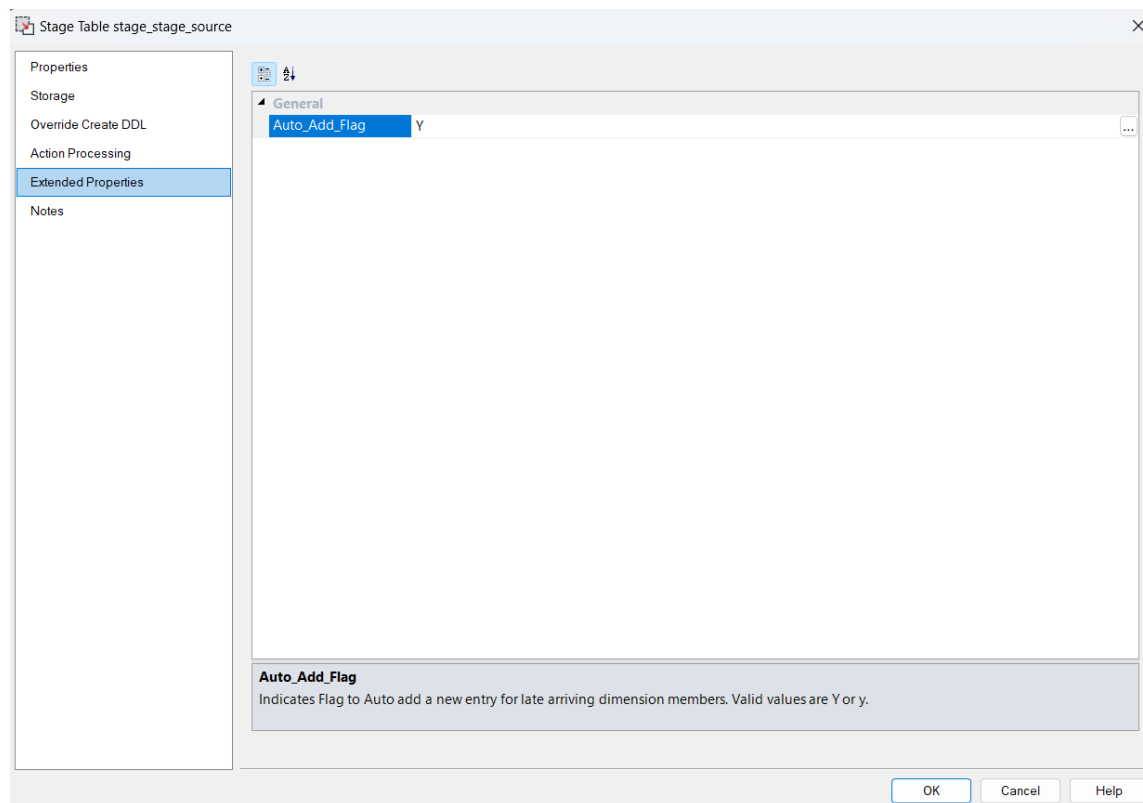 Stage Table stage_stage_source
Properties
Storage
Override Create DDL
Action Processing
Extended Properties
Notes
General
Auto_Add_Flag Y
...
Auto_Add_Flag
Indicates Flag to Auto add a new entry for late arriving dimension members. Valid values are Y or y.
OK Cancel Help